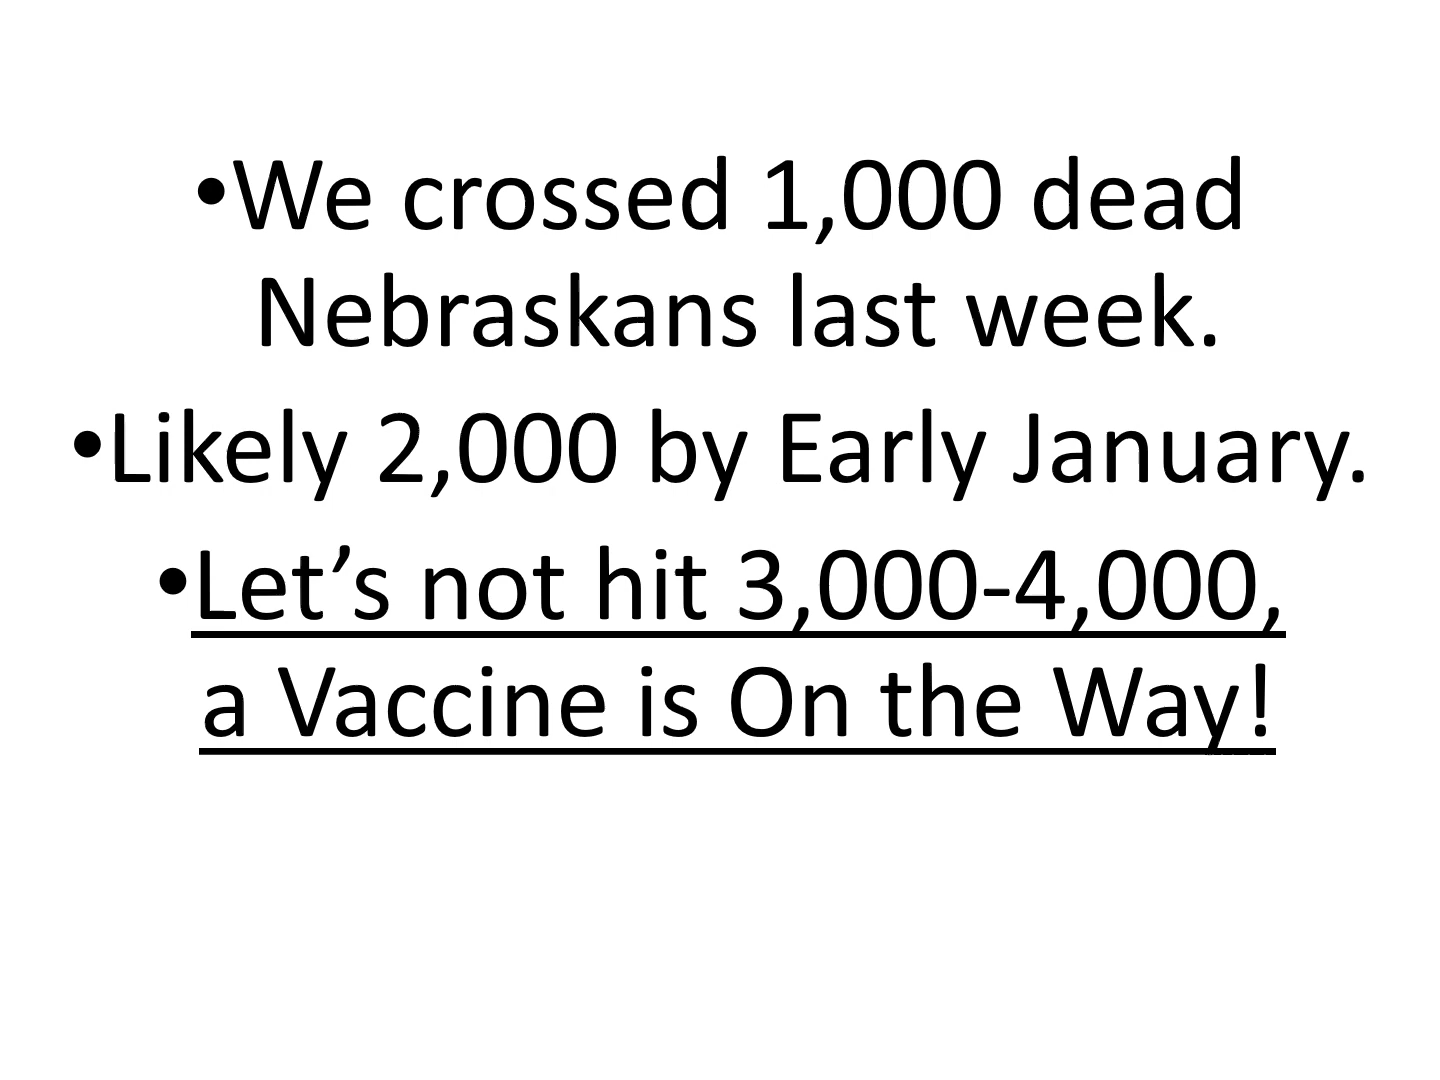 •We crossed 1,000 dead
Nebraskans last week.
•Likely 2,000 by Early January.
•Let’s not hit 3,000-4,000,
a Vaccine is On the Way!